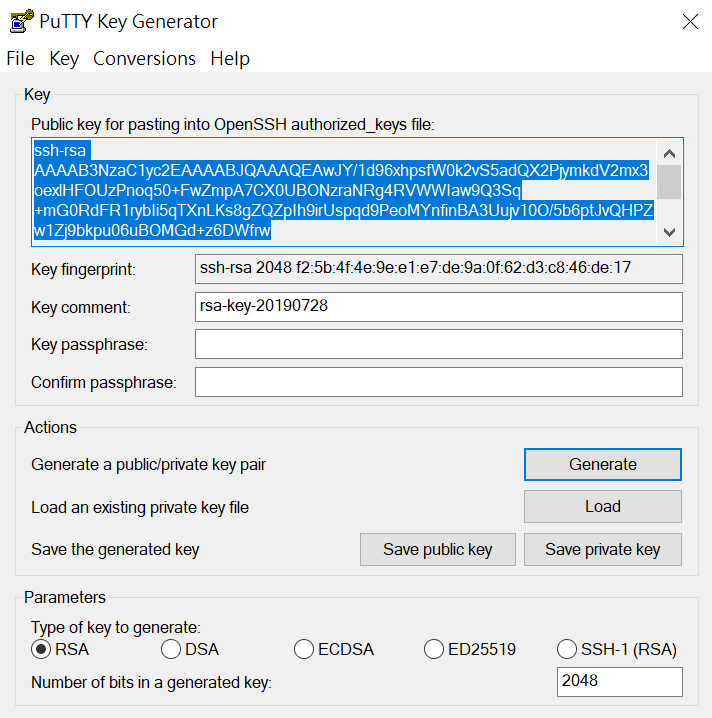 PuTTY Key Generator
File Key Conversions Help
Key
Public key for pasting into OpenSSH authorized_keys file:
ssh-rsa
AAAAB3NzaC1yc2EAAAABJQAAAQEAwJY/1d96xhpsfW0k2vS5adQX2PjymkdV2mx3
oexIHFOUzPnoq50+FwZmpA7CX0UBONzraNRg4RVWWIaw9Q3Sq
+mG0RdFR1rybIi5qTXnLKs8gZQZpIh9irUspqd9PeoMYnfinBA3Uujv10O/5b6ptJvQHPZ
w1Zj9bkpu06uBOMGd+z6DWfrw
Key fingerprint: ssh-rsa 2048 f2:5b:4f:4e:9e:e1:e7:de:9a:0f:62:d3:c8:46:de:17
Key comment: rsa-key-20190728
Key passphrase:
Confirm passphrase:
Actions
Generate a public/private key pair Generate
Load an existing private key file Load
Save the generated key Save public key Save private key
Parameters
Type of key to generate:
RSA DSA ECDSA ED25519 SSH-1 (RSA)
Number of bits in a generated key: 2048